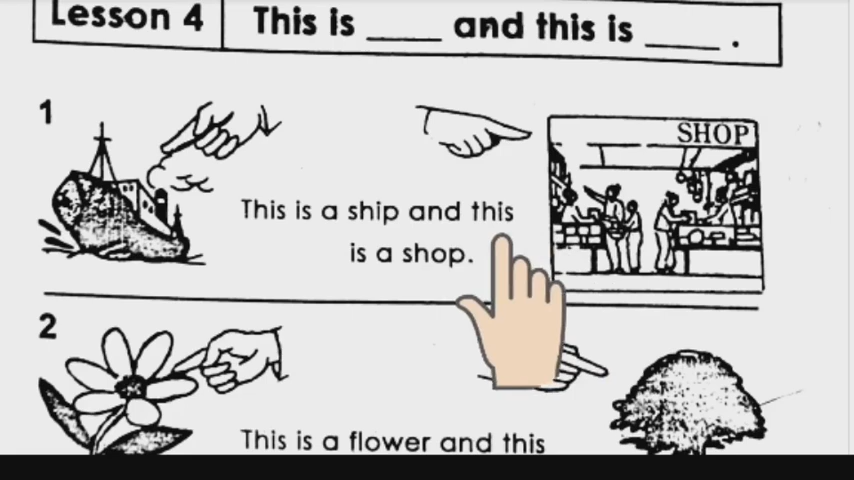 Lesson 4
This is ____ and this is ____ .
1
SHOP
This is a ship and this
is a shop.
2
This is a flower and this